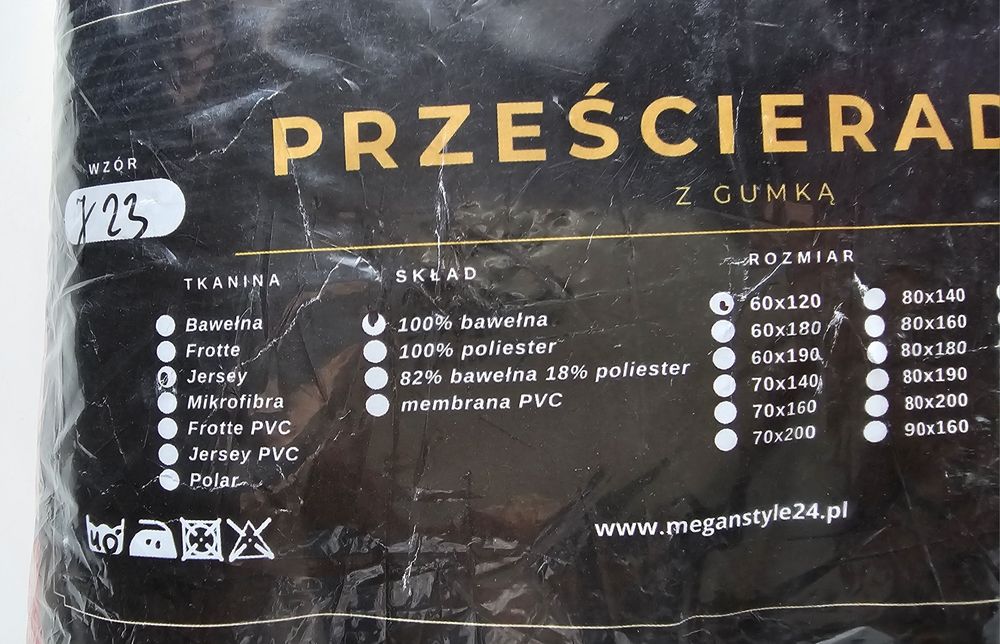 PRZEŚCIERAD
Z GUMKĄ
WZÓR
X23
TKANINA
Bawełna
Frotte
Jersey
Mikrofibra
Frotte PVC
Jersey PVC
Polar
SKŁAD
100% bawełna
100% poliester
82% bawełna 18% poliester
membrana PVC
ROZMIAR
60x120
60x180
60x190
70x140
70x160
70x200
80x140
80x160
80x180
80x190
80x200
90x160
40
www.meganstyle24.pl